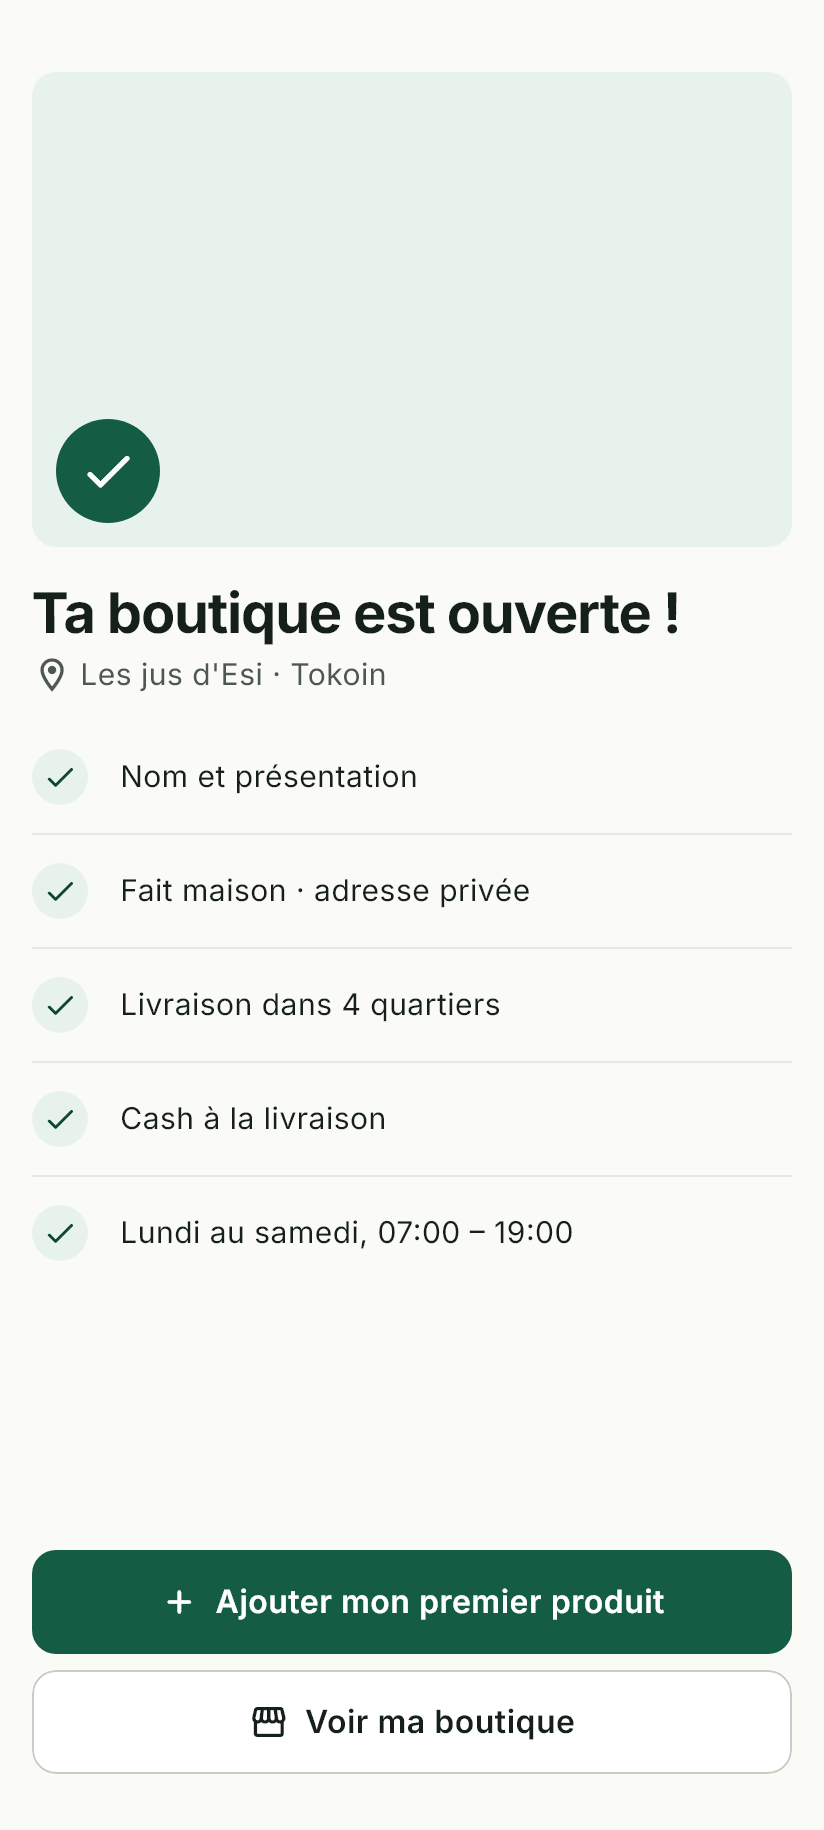 Ta boutique est ouverte !
Les jus d'Esi · Tokoin
Nom et présentation
Fait maison · adresse privée
Livraison dans 4 quartiers
Cash à la livraison
Lundi au samedi, 07:00 – 19:00
Ajouter mon premier produit
Voir ma boutique